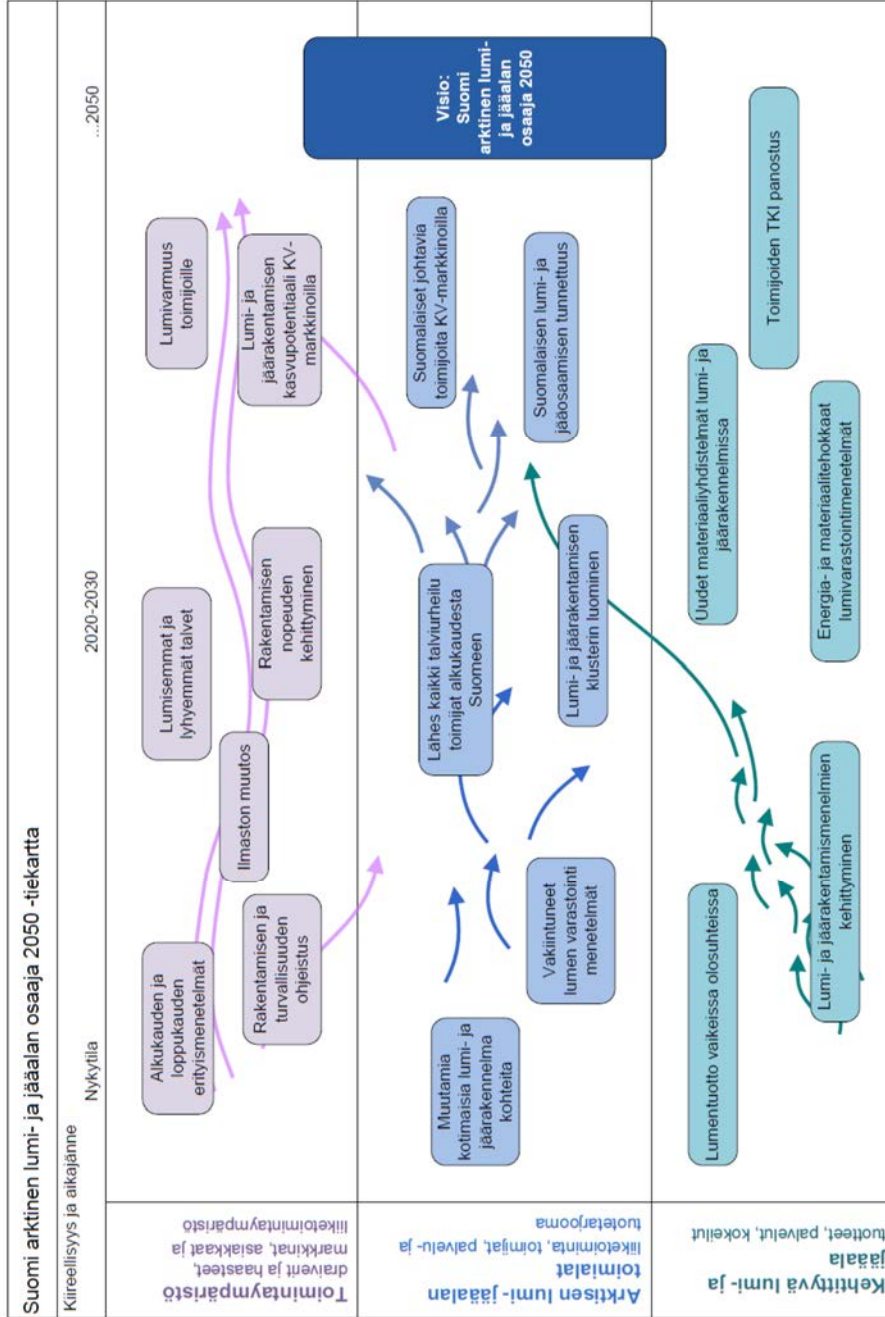 Suomi arktinen lumi- ja jääalan osaaja 2050 -tiekartta
Kiireellisyys ja aikajänne
Nykytila
2020-2030
...2050
Toimintaympäristö
draiverit ja haasteet,
markkinat, asiakkaat ja
liiketoimintaympäristö
Alkukauden ja
loppukauden
erityismenetelmät
Rakentamisen ja
turvallisuuden
ohjeistus
Ilmaston muutos
Lumisemmat ja
lyhyemmät talvet
Rakentamisen
nopeuden
kehittyminen
Lumivarmuus
toimijoille
Lumi- ja
jäärakentamisen
kasvupotentiaali KV-
markkinoilla
Visio:
Suomi
arktinen lumi-
ja jääalan
osaaja 2050
Arktisen lumi- jääalan
toimialat
liiketoiminta, toimijat, palvelu- ja
tuotetarjooma
Muutamia
kotimaisia lumi- ja
jäärakennelma
kohteita
Vakiintuneet
lumen varastointi
menetelmät
Lähes kaikki talviurheilu
toimijat alkukaudesta
Suomeen
Lumi- ja jäärakentamisen
klusterin luominen
Suomalaiset johtavia
toimijoita KV-markkinoilla
Suomalaisen lumi- ja
jääosaamisen tunnettuus
Kehittyvä lumi- ja
jääala
tuotteet, palvelut, kokeilut
Lumentuotto vaikeissa olosuhteissa
Lumi- ja jäärakentamismenelmien
kehittyminen
Uudet materiaaliyhdistelmät lumi- ja
jäärakennelmissa
Energia- ja materiaalitehokkaat
lumivarastointimenetelmät
Toimijoiden TKI panostus